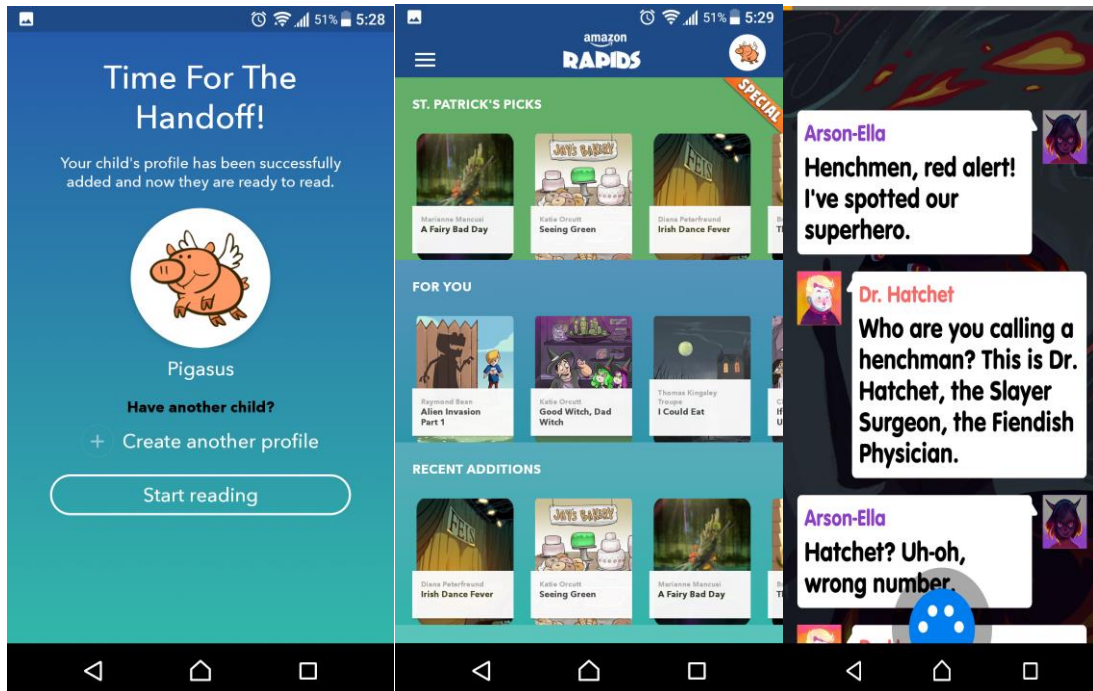 51% 5:28
Time For The
Handoff!
Your child's profile has been successfully
added and now they are ready to read.
Pigasus
Have another child?
+ Create another profile
Start reading
51% 5:29
amazon
RAPIDS
SPECIAL
ST. PATRICK'S PICKS
JOY'S BAKERY
FEIS
Marianne Mancusi
A Fairy Bad Day
Katie Orcutt
Seeing Green
Diana Peterfreund
Irish Dance Fever
FOR YOU
Raymond Bean
Alien Invasion
Part 1
Katie Orcutt
Good Witch, Dad
Witch
Thomas Kingsley
Troupe
I Could Eat
RECENT ADDITIONS
FEIS
JOY'S BAKERY
Diana Peterfreund
Irish Dance Fever
Katie Orcutt
Seeing Green
Marianne Mancusi
A Fairy Bad Day
Arson-Ella
Henchmen, red alert!
I've spotted our
superhero.
Dr. Hatchet
Who are you calling a
henchman? This is Dr.
Hatchet, the Slayer
Surgeon, the Fiendish
Physician.
Arson-Ella
Hatchet? Uh-oh,
wrong number.